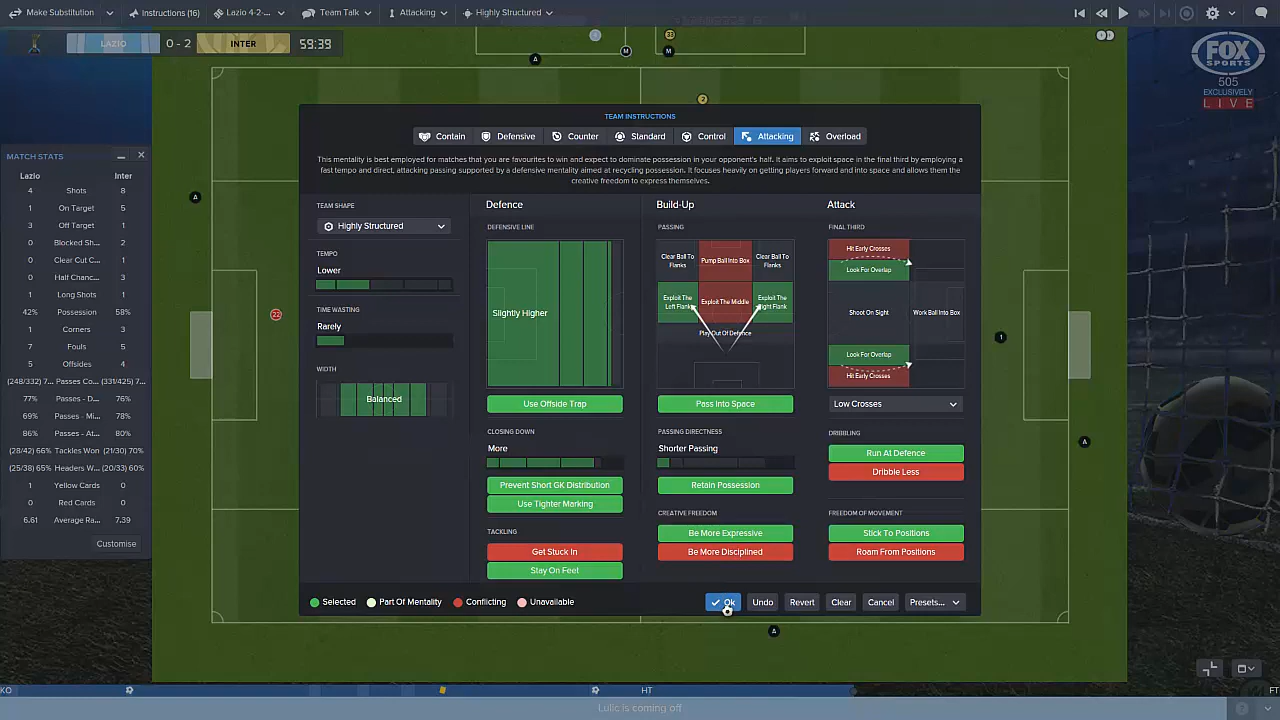 Make Substitution
Instructions (16)
Lazio 4-2-...
Team Talk
Attacking
Highly Structured
LAZIO
0 - 2
INTER
59:39
FOX
SPORTS
505
EXCLUSIVELY
LIVE
A
M
M
33
2
A
A
22
1
A
A
MATCH STATS
Lazio
Inter
4 Shots 8
1 On Target 5
3 Off Target 1
0 Blocked Sh... 2
0 Clear Cut C... 1
0 Half Chanc... 3
1 Long Shots 1
42% Possession 58%
1 Corners 3
7 Fouls 5
5 Offsides 4
(248/332) 7... Passes Co... (331/425) 7...
77% Passes - D... 76%
69% Passes - Mi... 78%
86% Passes - At... 80%
(28/42) 66% Tackles Won (21/30) 70%
(25/38) 65% Headers W... (20/33) 60%
1 Yellow Cards 0
0 Red Cards 0
6.61 Average Ra... 7.39
Customise
TEAM INSTRUCTIONS
Contain
Defensive
Counter
Standard
Control
Attacking
Overload
This mentality is best employed for matches that you are favourites to win and expect to dominate possession in your opponent's half. It aims to exploit space in the final third by employing a
fast tempo and direct, attacking passing supported by a defensive mentality aimed at recycling possession. It focuses heavily on getting players forward and into space and allows them the
creative freedom to express themselves.
TEAM SHAPE
Highly Structured
TEMPO
Lower
TIME WASTING
Rarely
WIDTH
Balanced
Defence
DEFENSIVE LINE
Slightly Higher
Use Offside Trap
CLOSING DOWN
More
Prevent Short GK Distribution
Use Tighter Marking
TACKLING
Get Stuck In
Stay On Feet
Build-Up
PASSING
Clear Ball To
Flanks
Pump Ball Into Box
Clear Ball To
Flanks
Exploit The
Left Flank
Exploit The Middle
Exploit The
Right Flank
Play Out Of Defence
Pass Into Space
PASSING DIRECTNESS
Shorter Passing
Retain Possession
CREATIVE FREEDOM
Be More Expressive
Be More Disciplined
Attack
FINAL THIRD
Hit Early Crosses
Look For Overlap
Shoot On Sight
Work Ball Into Box
Look For Overlap
Hit Early Crosses
Low Crosses
DRIBBLING
Run At Defence
Dribble Less
FREEDOM OF MOVEMENT
Stick To Positions
Roam From Positions
Selected
Part Of Mentality
Conflicting
Unavailable
Ok
Undo
Revert
Clear
Cancel
Presets...
KO
HT
FT
Lulic is coming off